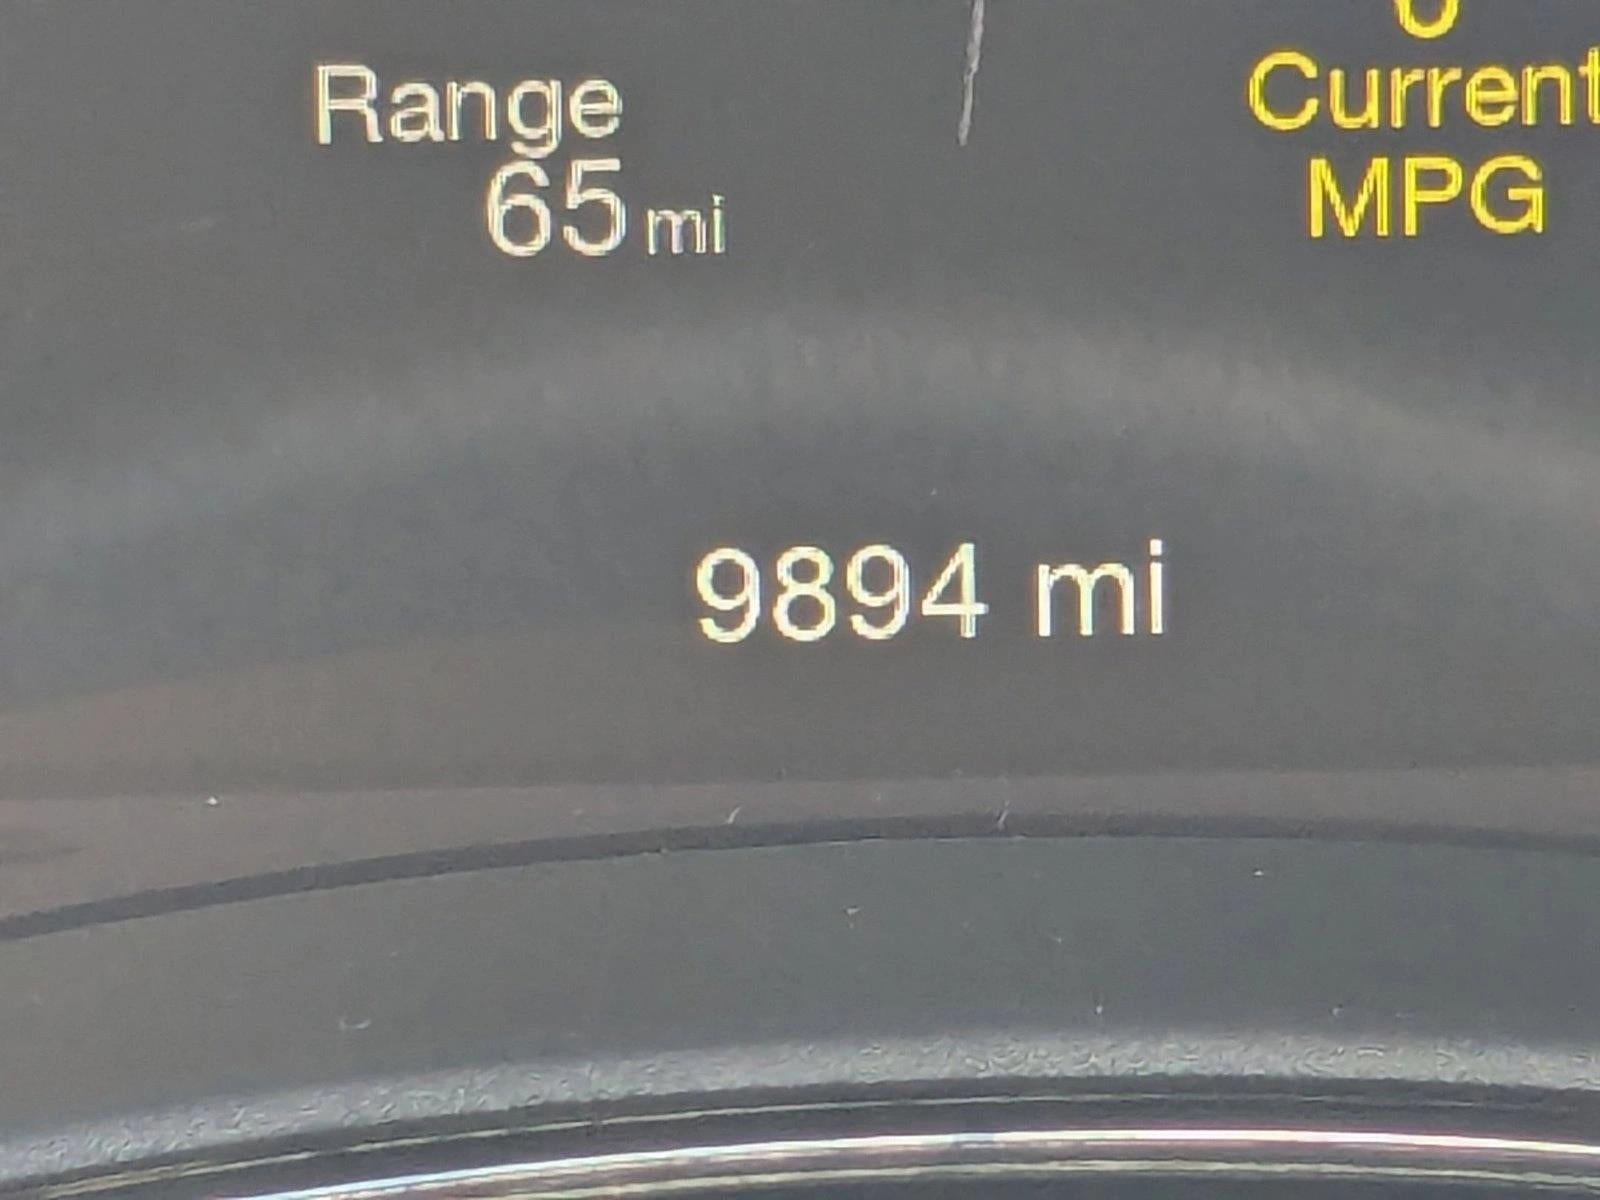 Range
65 mi
Current
MPG
9894 mi